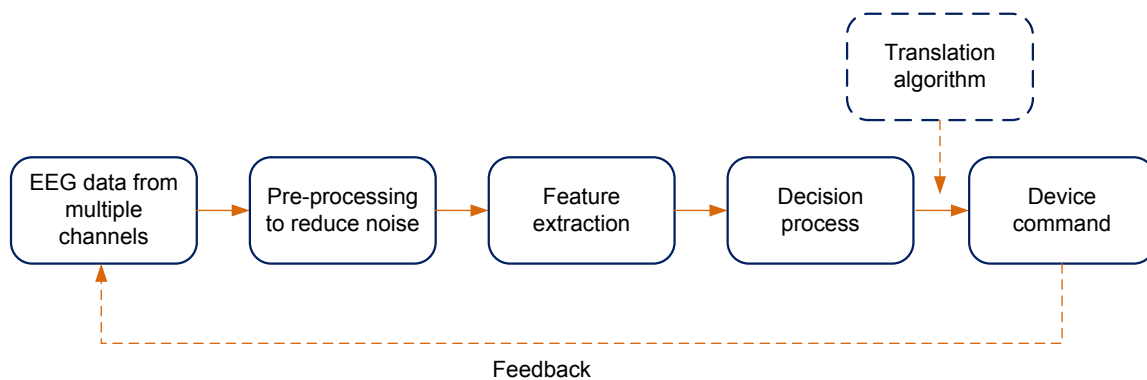 Translation
algorithm
EEG data from
multiple
channels
Pre-processing
to reduce noise
Feature
extraction
Decision
process
Device
command
Feedback